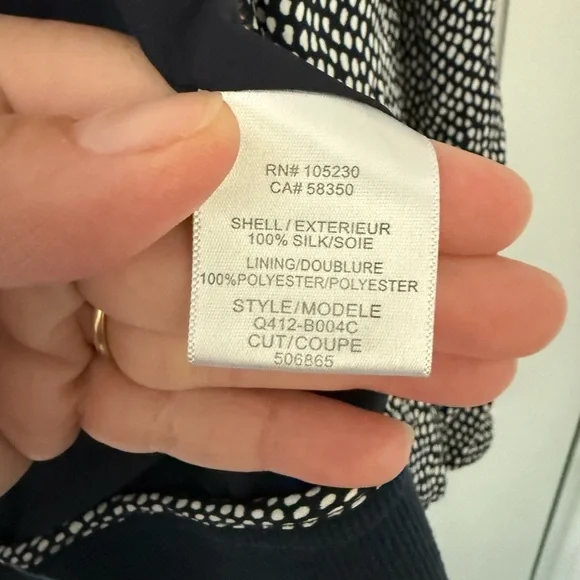 RN# 105230
CA# 58350
SHELL/EXTERIEUR
100% SILK/SOIE
LINING/DOUBLURE
100%POLYESTER/POLYESTER
STYLE/MODELE
Q412-B004C
CUT/COUPE
506865